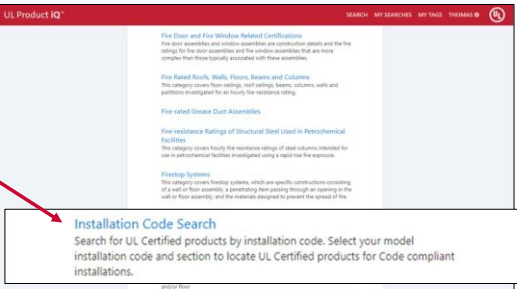 UL Product iQ™
SEARCH MY SEARCHES MY TAGS THOMAS
UL
Fire Door and Fire Window Related Certifications
Fire door assemblies and window assemblies are construction details and the fire
ratings for fire door assemblies and fire window assemblies that are more
complex than those typically associated with these assemblies.
Fire Rated Roofs, Walls, Floors, Beams and Columns
This category covers floor-ceilings, roof-ceilings, beams, columns, walls and
partitions investigated for an hourly fire-resistance rating.
Fire-rated Grease Duct Assemblies
Fire-resistance Ratings of Structural Steel Used in Petrochemical
Facilities
This category covers hourly fire-resistance ratings of steel columns intended for
use in petrochemical facilities investigated using a rapid rise fire exposure.
Firestop Systems
This category covers firestop systems, which are specific constructions consisting
of a wall or floor assembly, a penetrating item passing through an opening in the
wall or floor assembly, and the materials designed to prevent the spread of fire.
Installation Code Search
Search for UL Certified products by installation code. Select your model
installation code and section to locate UL Certified products for Code compliant
installations.
and/or floor.